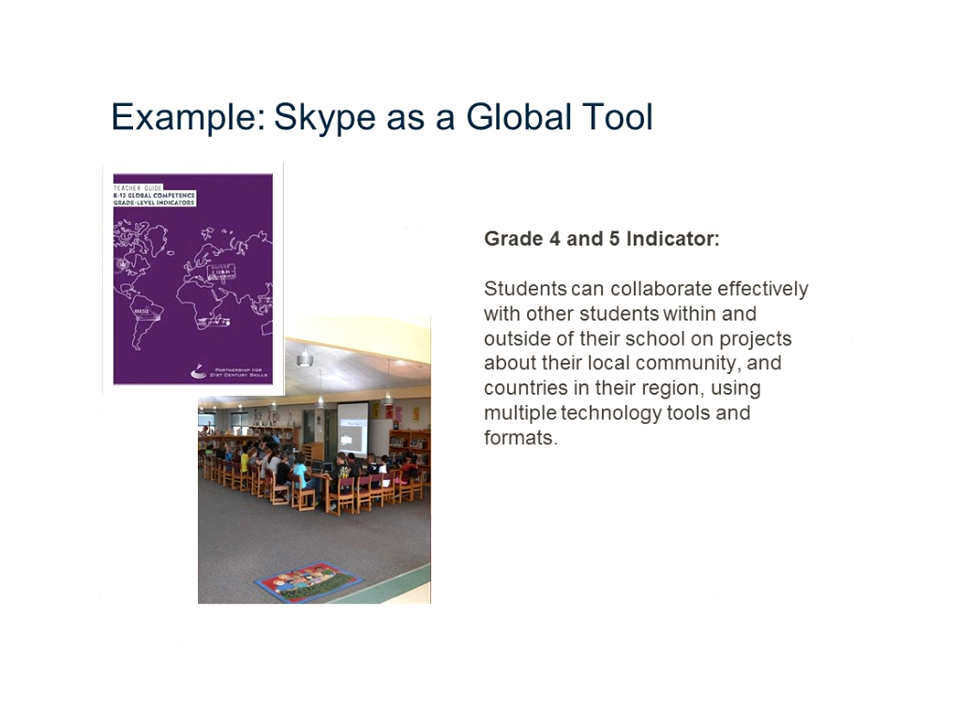 Example: Skype as a Global Tool
TEACHER GUIDE
K-12 GLOBAL COMPETENCE
GRADE-LEVEL INDICATORS
PARTNERSHIP FOR
21ST CENTURY SKILLS
Grade 4 and 5 Indicator:
Students can collaborate effectively
with other students within and
outside of their school on projects
about their local community, and
countries in their region, using
multiple technology tools and
formats.